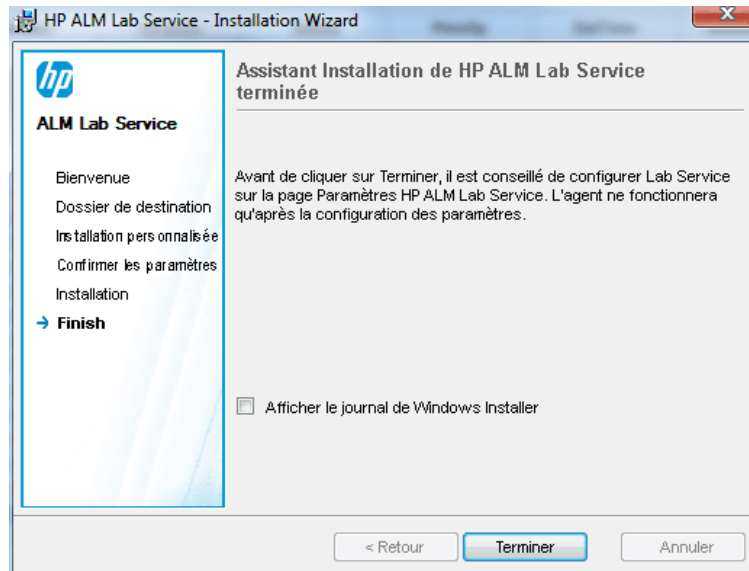 HP ALM Lab Service - Installation Wizard
hp
Assistant Installation de HP ALM Lab Service
terminée
ALM Lab Service
Bienvenue
Dossier de destination
Installation personnalisée
Confirmer les paramètres
Installation
Finish
Avant de cliquer sur Terminer, il est conseillé de configurer Lab Service
sur la page Paramètres HP ALM Lab Service. L'agent ne fonctionnera
qu'après la configuration des paramètres.
Afficher le journal de Windows Installer
< Retour
Terminer
Annuler